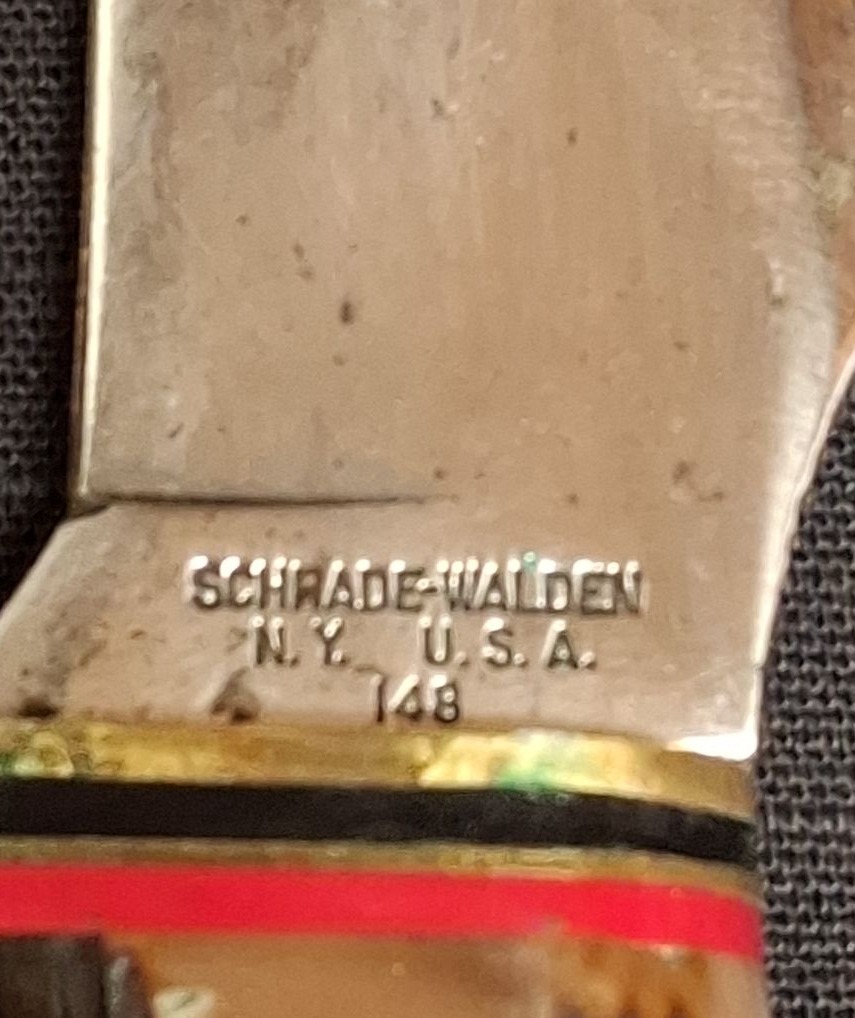 SCHRADE-WALDEN
N.Y. U.S.A.
148